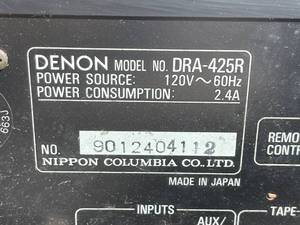 DENON MODEL NO. DRA-425R
POWER SOURCE: 120V～60Hz
POWER CONSUMPTION: 2.4A
NO. 9012404112
NIPPON COLUMBIA CO.,LTD.
MADE IN JAPAN
663J
REMO
CONTR
INPUTS
AUX/
TAPE-